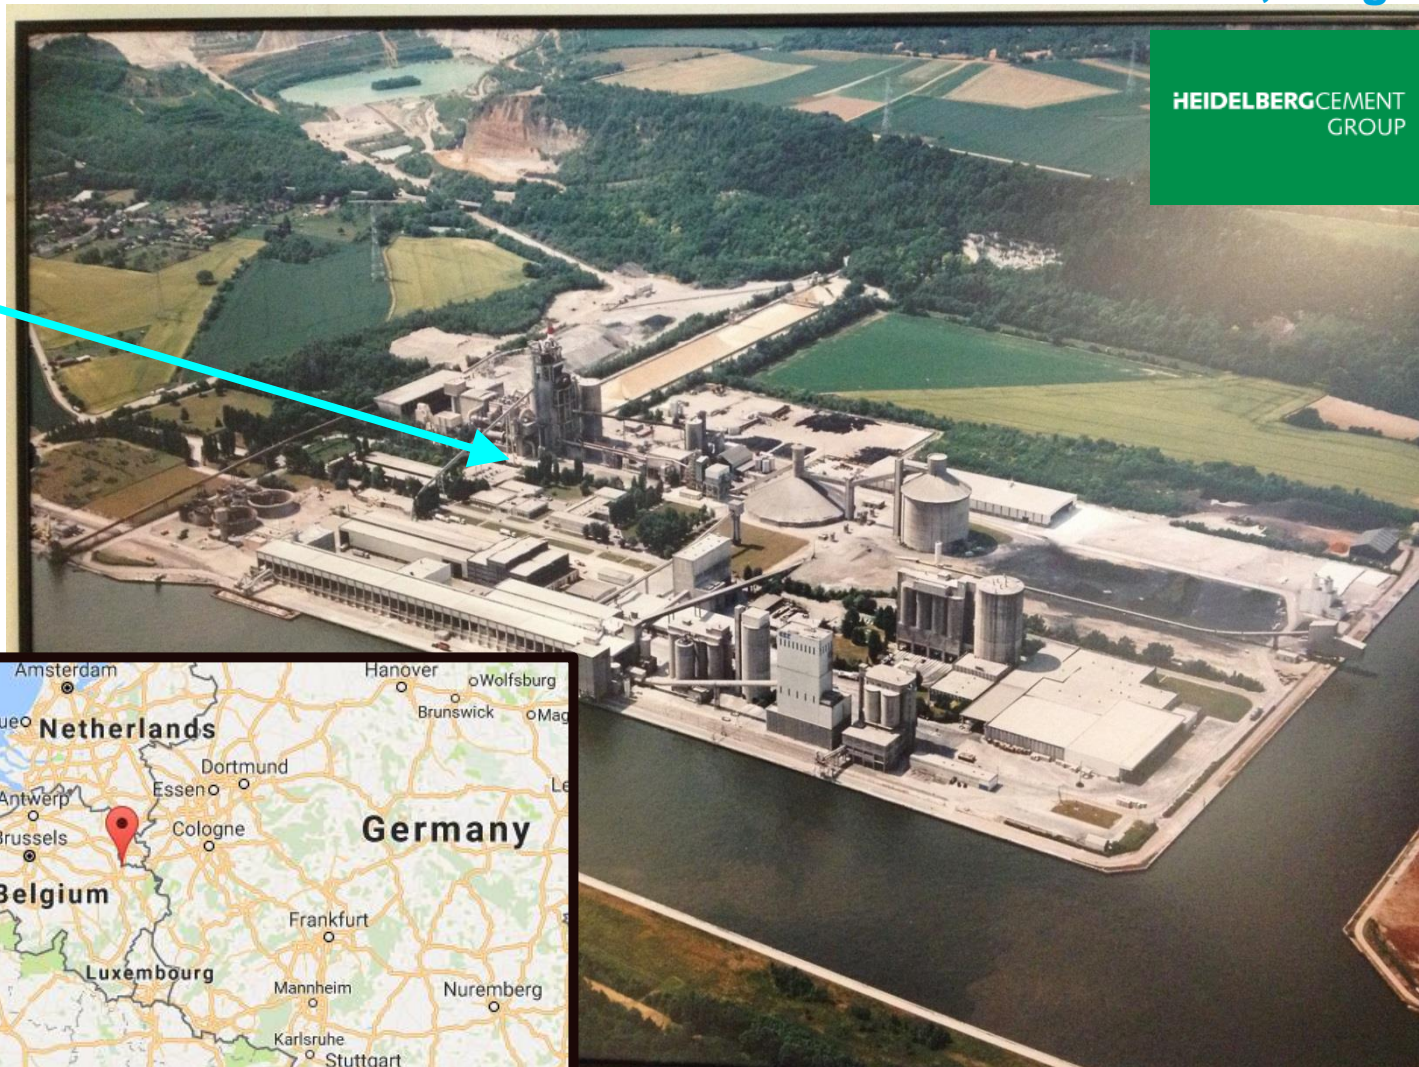 HEIDELBERGCEMENT
GROUP
Amsterdam
Hanover
Wolfsburg
Brunswick
Netherlands
Dortmund
Essen
Antwerp
Cologne
Brussels
Germany
Belgium
Frankfurt
Luxembourg
Mannheim
Nuremberg
Karlsruhe
Stuttgart